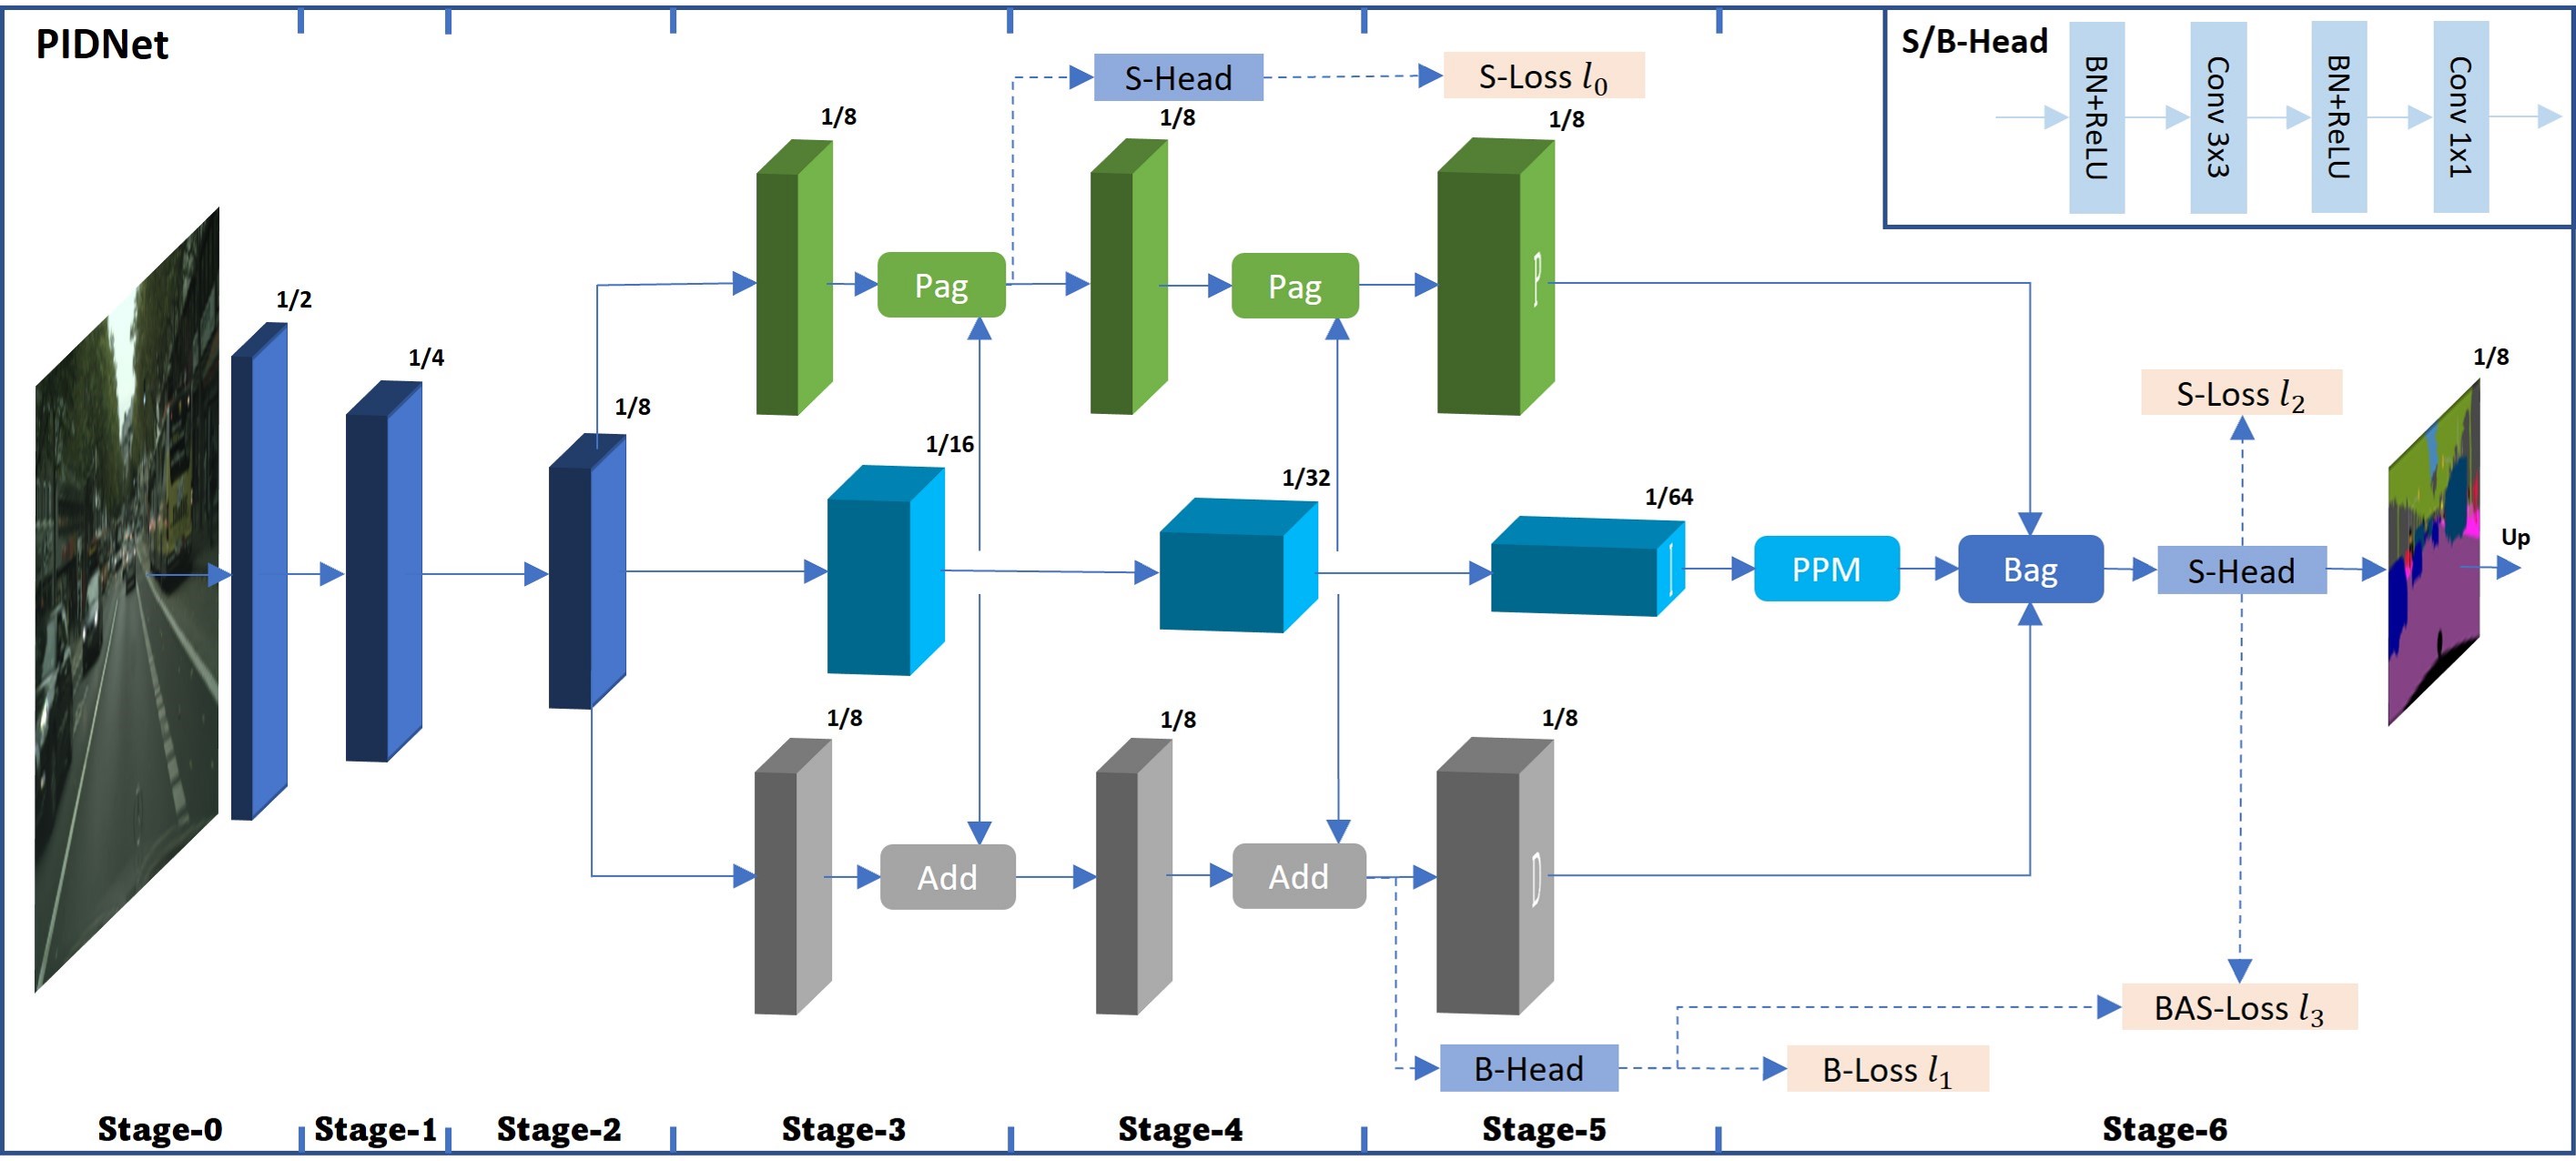 PIDNet
S/B-Head
BN+ReLU
Conv 3x3
BN+ReLU
Conv 1x1
S-Head
S-Loss l0
1/8
1/8
1/8
Pag
Pag
P
1/2
1/4
1/8
1/16
1/32
1/64
I
PPM
Bag
S-Head
S-Loss l2
1/8
Up
1/8
1/8
1/8
Add
Add
D
BAS-Loss l3
B-Head
B-Loss l1
Stage-0
Stage-1
Stage-2
Stage-3
Stage-4
Stage-5
Stage-6